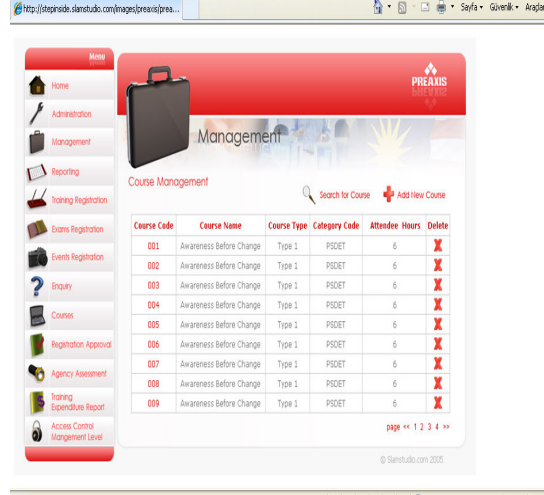 http://stepinside.slamstudio.com/images/preaxis/prea...
Sayfa Güvenlik Araçlar
Menu
Home
Administration
Management
Reporting
Training Registration
Exams Registration
Events Registration
Enquiry
Courses
Registration Approval
Agency Assessment
Training
Expenditure Report
Access Control
Mangement Level
PREAXIS
Management
Course Management
Search for Course Add New Course
Course Code Course Name Course Type Category Code Attendee Hours Delete
001 Awareness Before Change Type 1 PSDET 6 X
002 Awareness Before Change Type 1 PSDET 6 X
003 Awareness Before Change Type 1 PSDET 6 X
004 Awareness Before Change Type 1 PSDET 6 X
005 Awareness Before Change Type 1 PSDET 6 X
006 Awareness Before Change Type 1 PSDET 6 X
007 Awareness Before Change Type 1 PSDET 6 X
008 Awareness Before Change Type 1 PSDET 6 X
009 Awareness Before Change Type 1 PSDET 6 X
page << 1 2 3 4 >>
© Slamstudio.com 2005